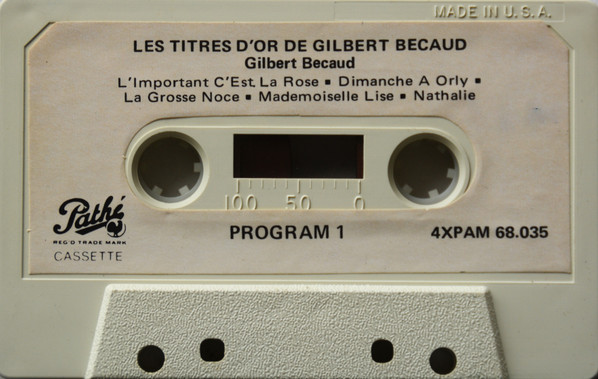 MADE IN U.S.A.
LES TITRES D'OR DE GILBERT BECAUD
Gilbert Becaud
L'Important C'Est La Rose ▪ Dimanche A Orly ▪
La Grosse Noce ▪ Mademoiselle Lise ▪ Nathalie
100 50 0
Pathé
REG'D TRADE MARK
CASSETTE
PROGRAM 1
4XPAM 68.035